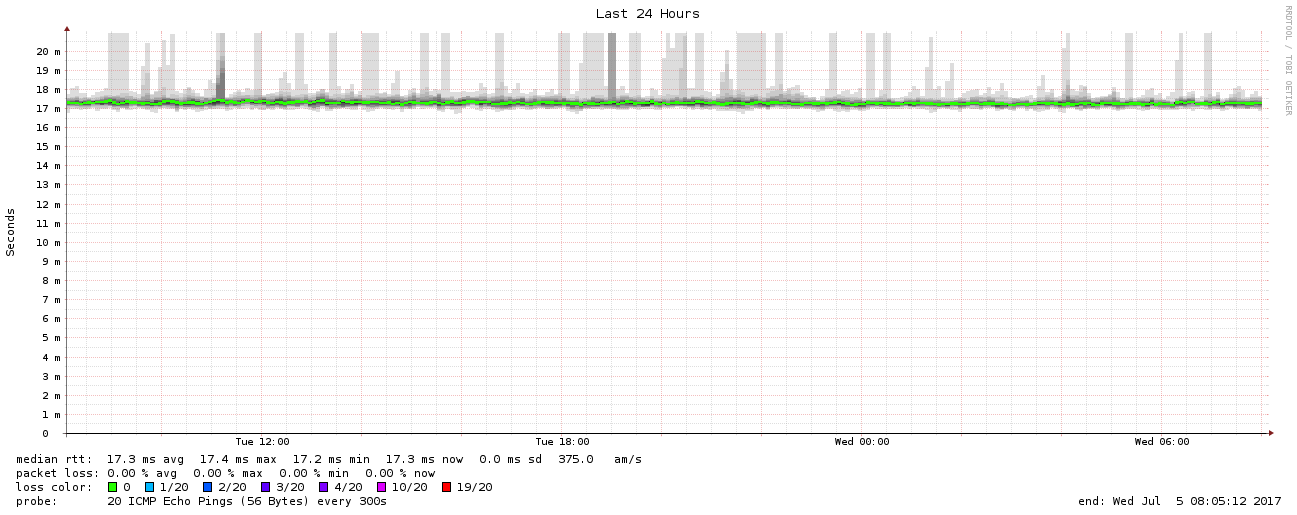 Last 24 Hours
RRDTOOL / TOBI OETIKER
Seconds
20 m
19 m
18 m
17 m
16 m
15 m
14 m
13 m
12 m
11 m
10 m
9 m
8 m
7 m
6 m
5 m
4 m
3 m
2 m
1 m
0
Tue 12:00 Tue 18:00 Wed 00:00 Wed 06:00
median rtt: 17.3 ms avg 17.4 ms max 17.2 ms min 17.3 ms now 0.0 ms sd 375.0 am/s
packet loss: 0.00 % avg 0.00 % max 0.00 % min 0.00 % now
loss color: 0 1/20 2/20 3/20 4/20 10/20 19/20
probe: 20 ICMP Echo Pings (56 Bytes) every 300s end: Wed Jul 5 08:05:12 2017